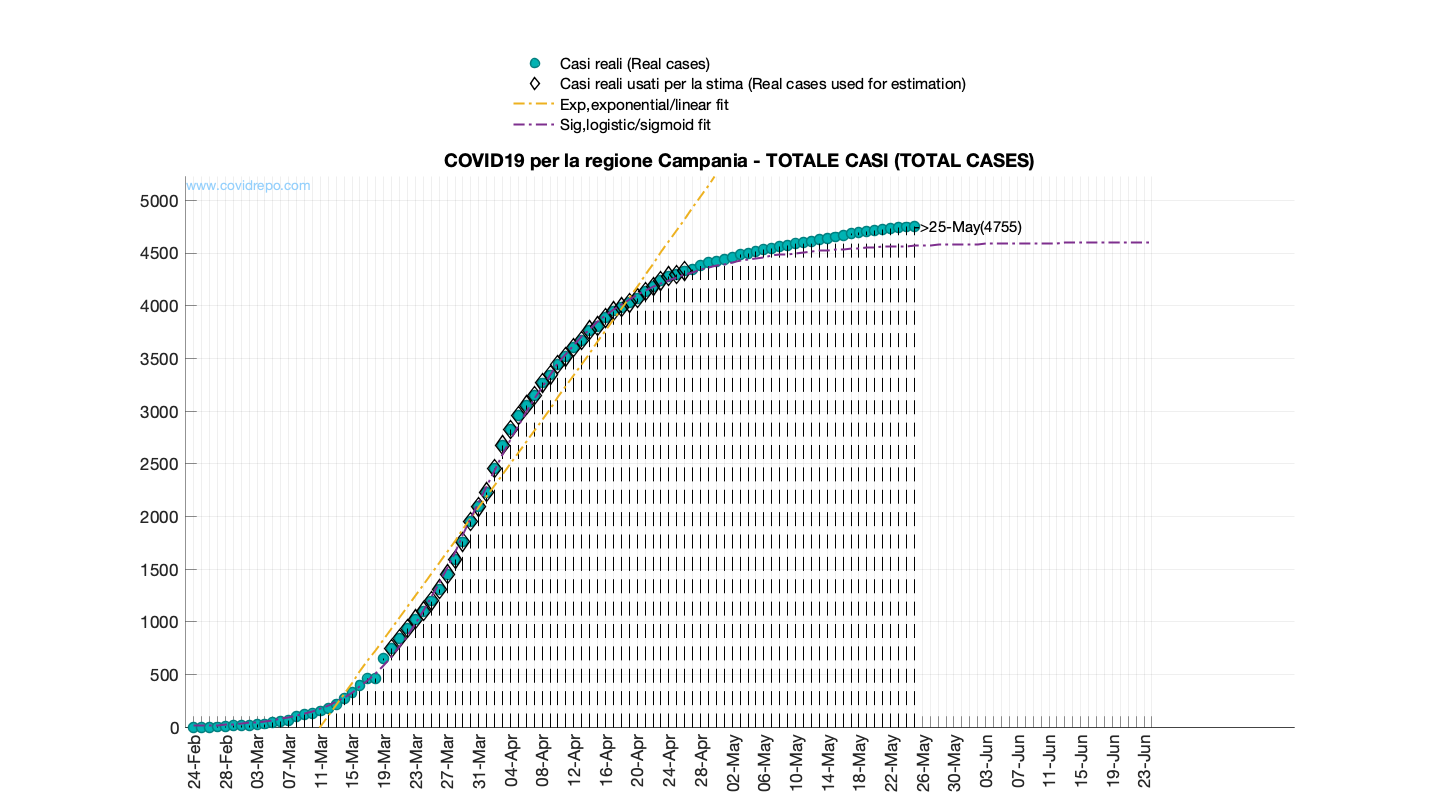 Casi reali (Real cases)
Casi reali usati per la stima (Real cases used for estimation)
Exp,exponential/linear fit
Sig,logistic/sigmoid fit
COVID19 per la regione Campania - TOTALE CASI (TOTAL CASES)
www.covidrepo.com
5000
4500
4000
3500
3000
2500
2000
1500
1000
500
0
->25-May(4755)
24-Feb
28-Feb
03-Mar
07-Mar
11-Mar
15-Mar
19-Mar
23-Mar
27-Mar
31-Mar
04-Apr
08-Apr
12-Apr
16-Apr
20-Apr
24-Apr
28-Apr
02-May
06-May
10-May
14-May
18-May
22-May
26-May
30-May
03-Jun
07-Jun
11-Jun
15-Jun
19-Jun
23-Jun